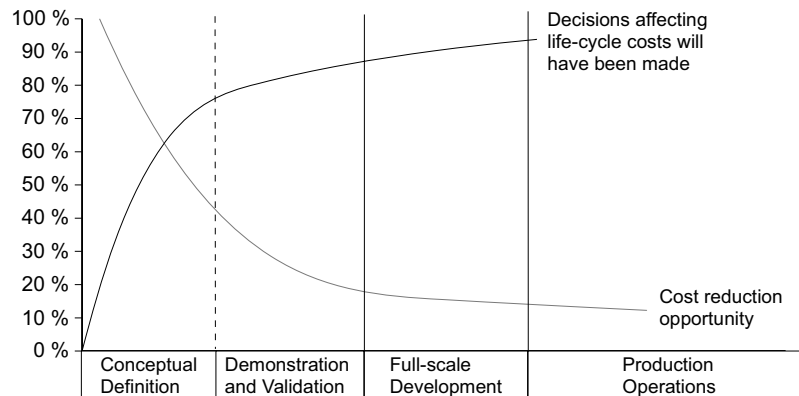 100 %
90 %
80 %
70 %
60 %
50 %
40 %
30 %
20 %
10 %
0 %
Decisions affecting
life-cycle costs will
have been made
Cost reduction
opportunity
Conceptual
Definition
Demonstration
and Validation
Full-scale
Development
Production
Operations